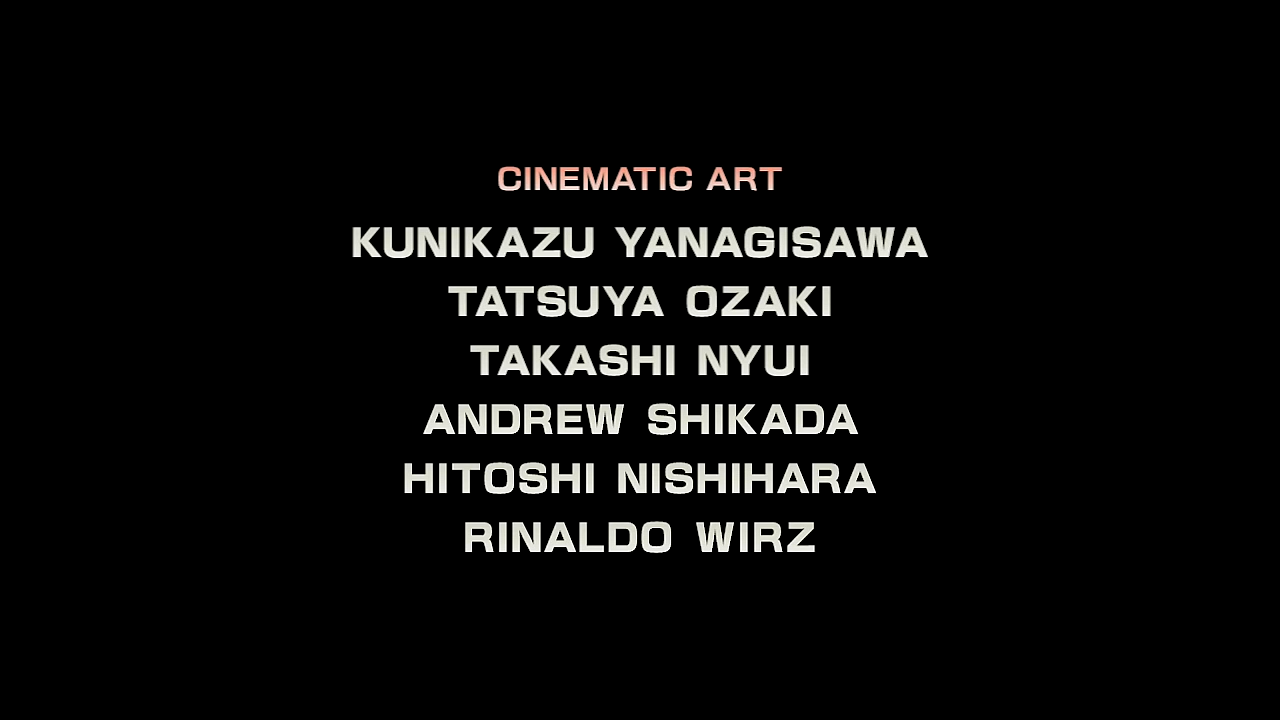 CINEMATIC ART
KUNIKAZU YANAGISAWA
TATSUYA OZAKI
TAKASHI NYUI
ANDREW SHIKADA
HITOSHI NISHIHARA
RINALDO WIRZ